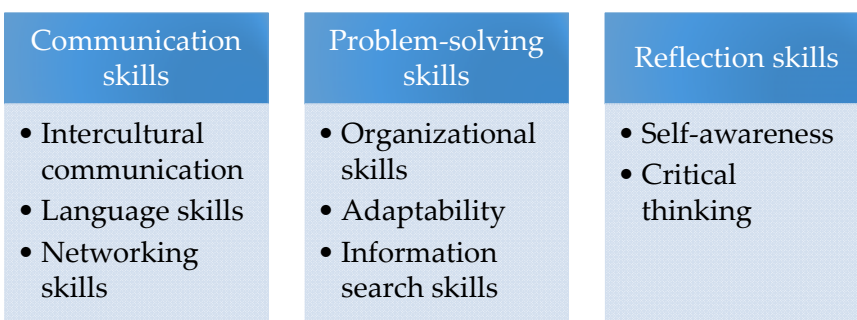 Communication
skills
• Intercultural
communication
• Language skills
• Networking
skills
Problem-solving
skills
• Organizational
skills
• Adaptability
• Information
search skills
Reflection skills
• Self-awareness
• Critical
thinking